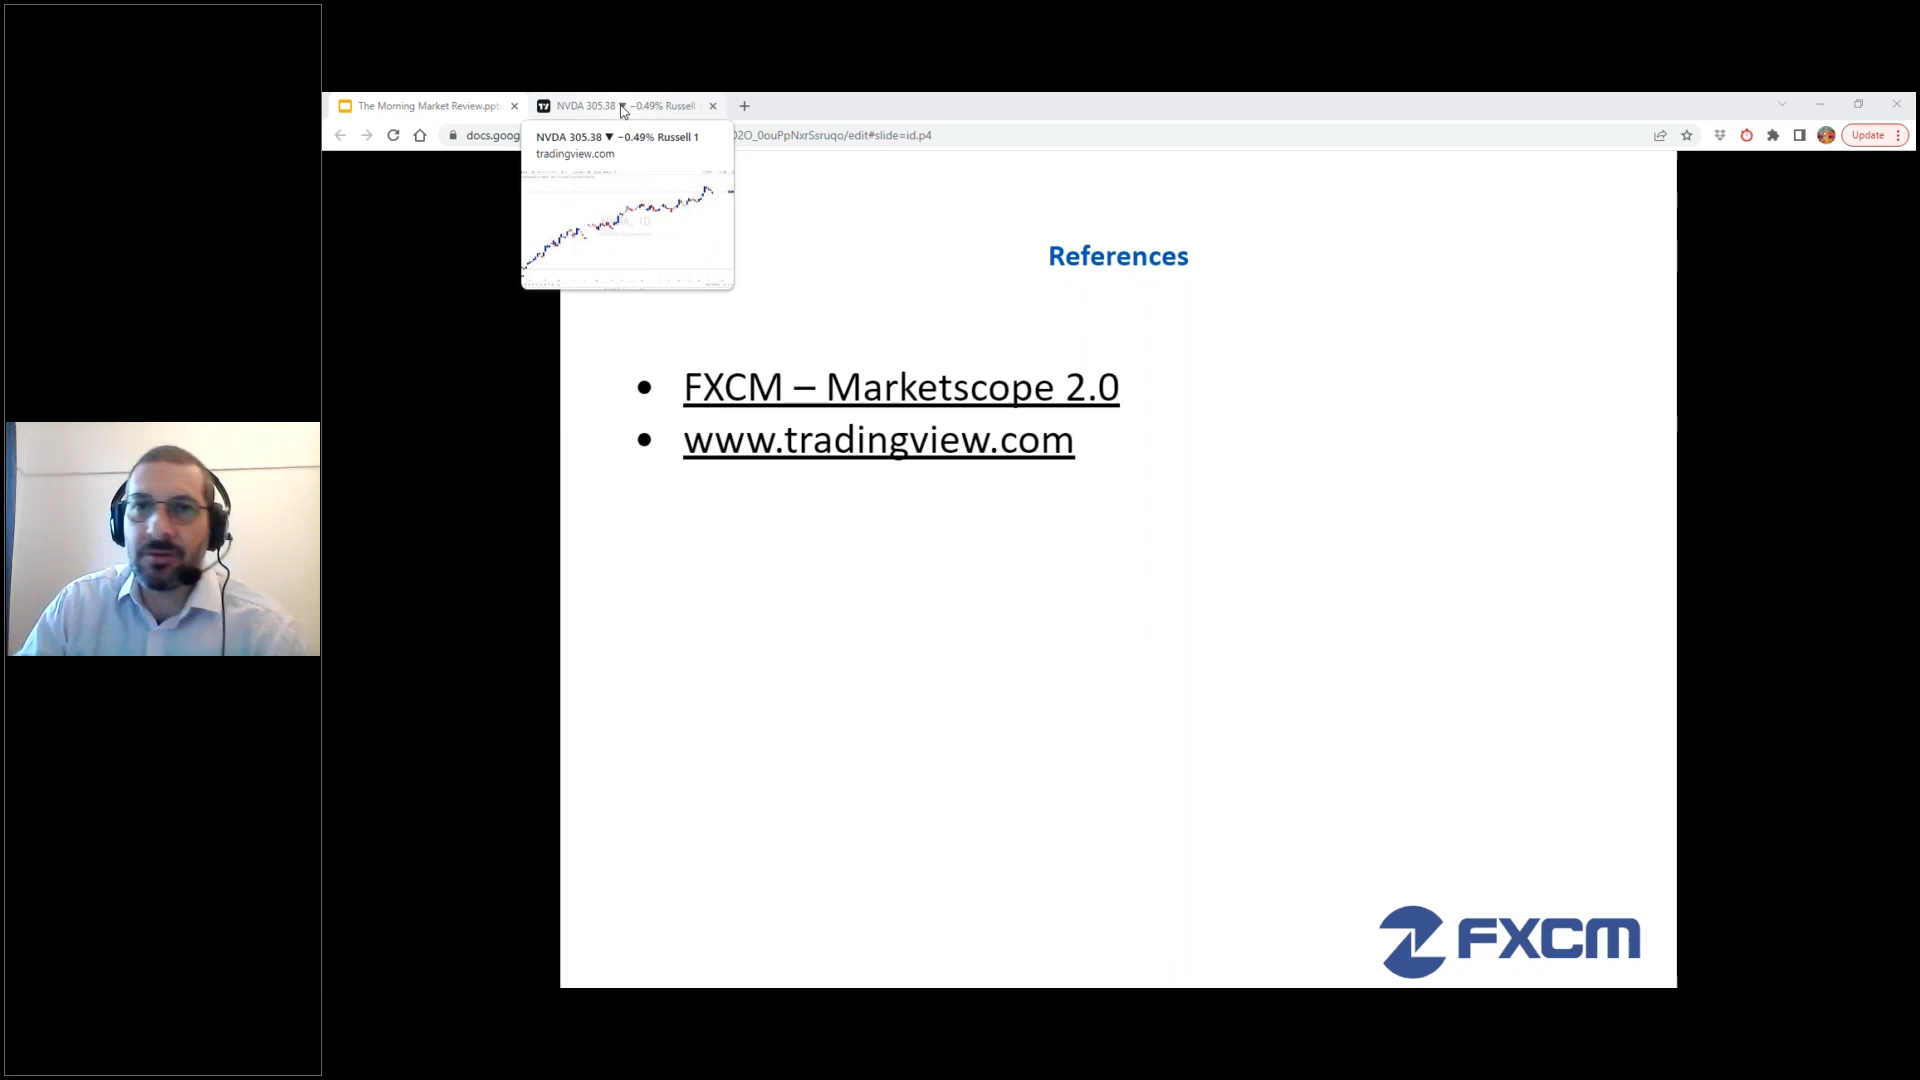 The Morning Market Review.ppt
NVDA 305.38 ▼ −0.49% Russell
docs.goog
02O_0ouPpNxrSsruqo/edit#slide=id.p4
Update
NVDA 305.38 ▼ −0.49% Russell 1
tradingview.com
References
• FXCM – Marketscope 2.0
• www.tradingview.com
FXCM